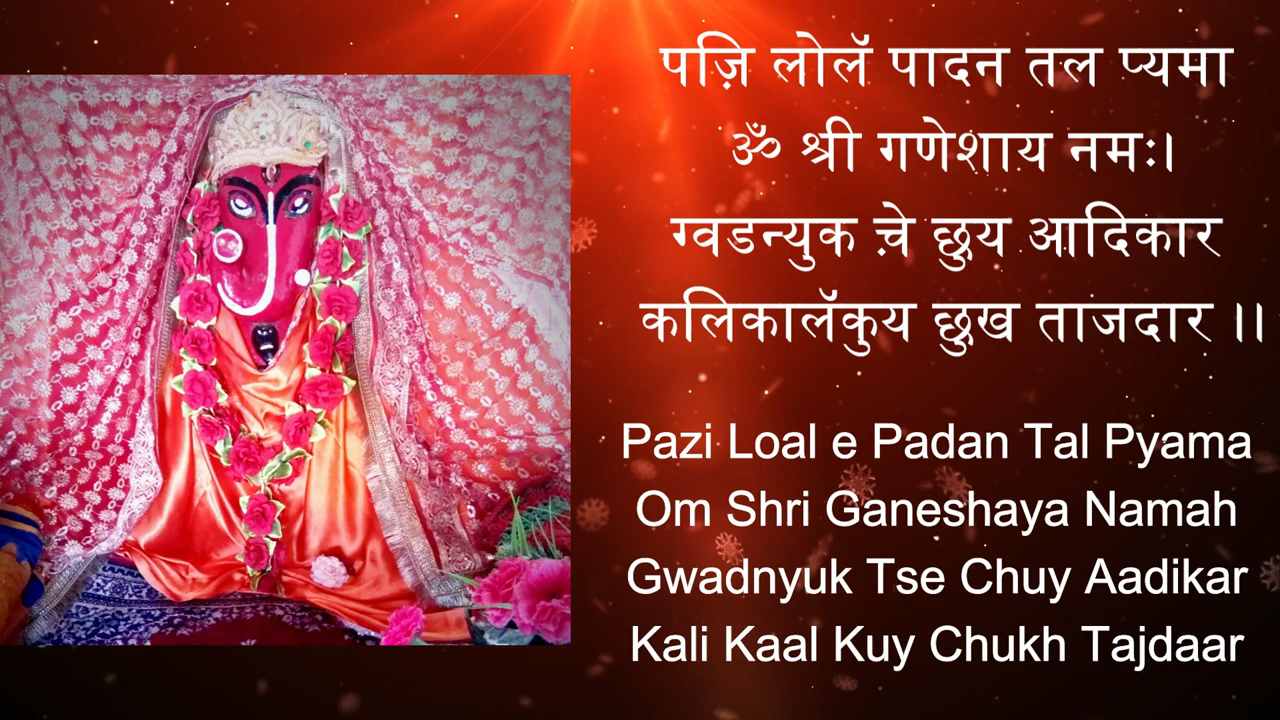 पज़ि लोलॅ पादन तल प्यमा
ॐ श्री गणेशाय नमः।
ग्वडन्युक च़े छुय आदिकार
कलिकालॅकुय छुख ताजदार ।।
Pazi Loal e Padan Tal Pyama
Om Shri Ganeshaya Namah
Gwadnyuk Tse Chuy Aadikar
Kali Kaal Kuy Chukh Tajdaar